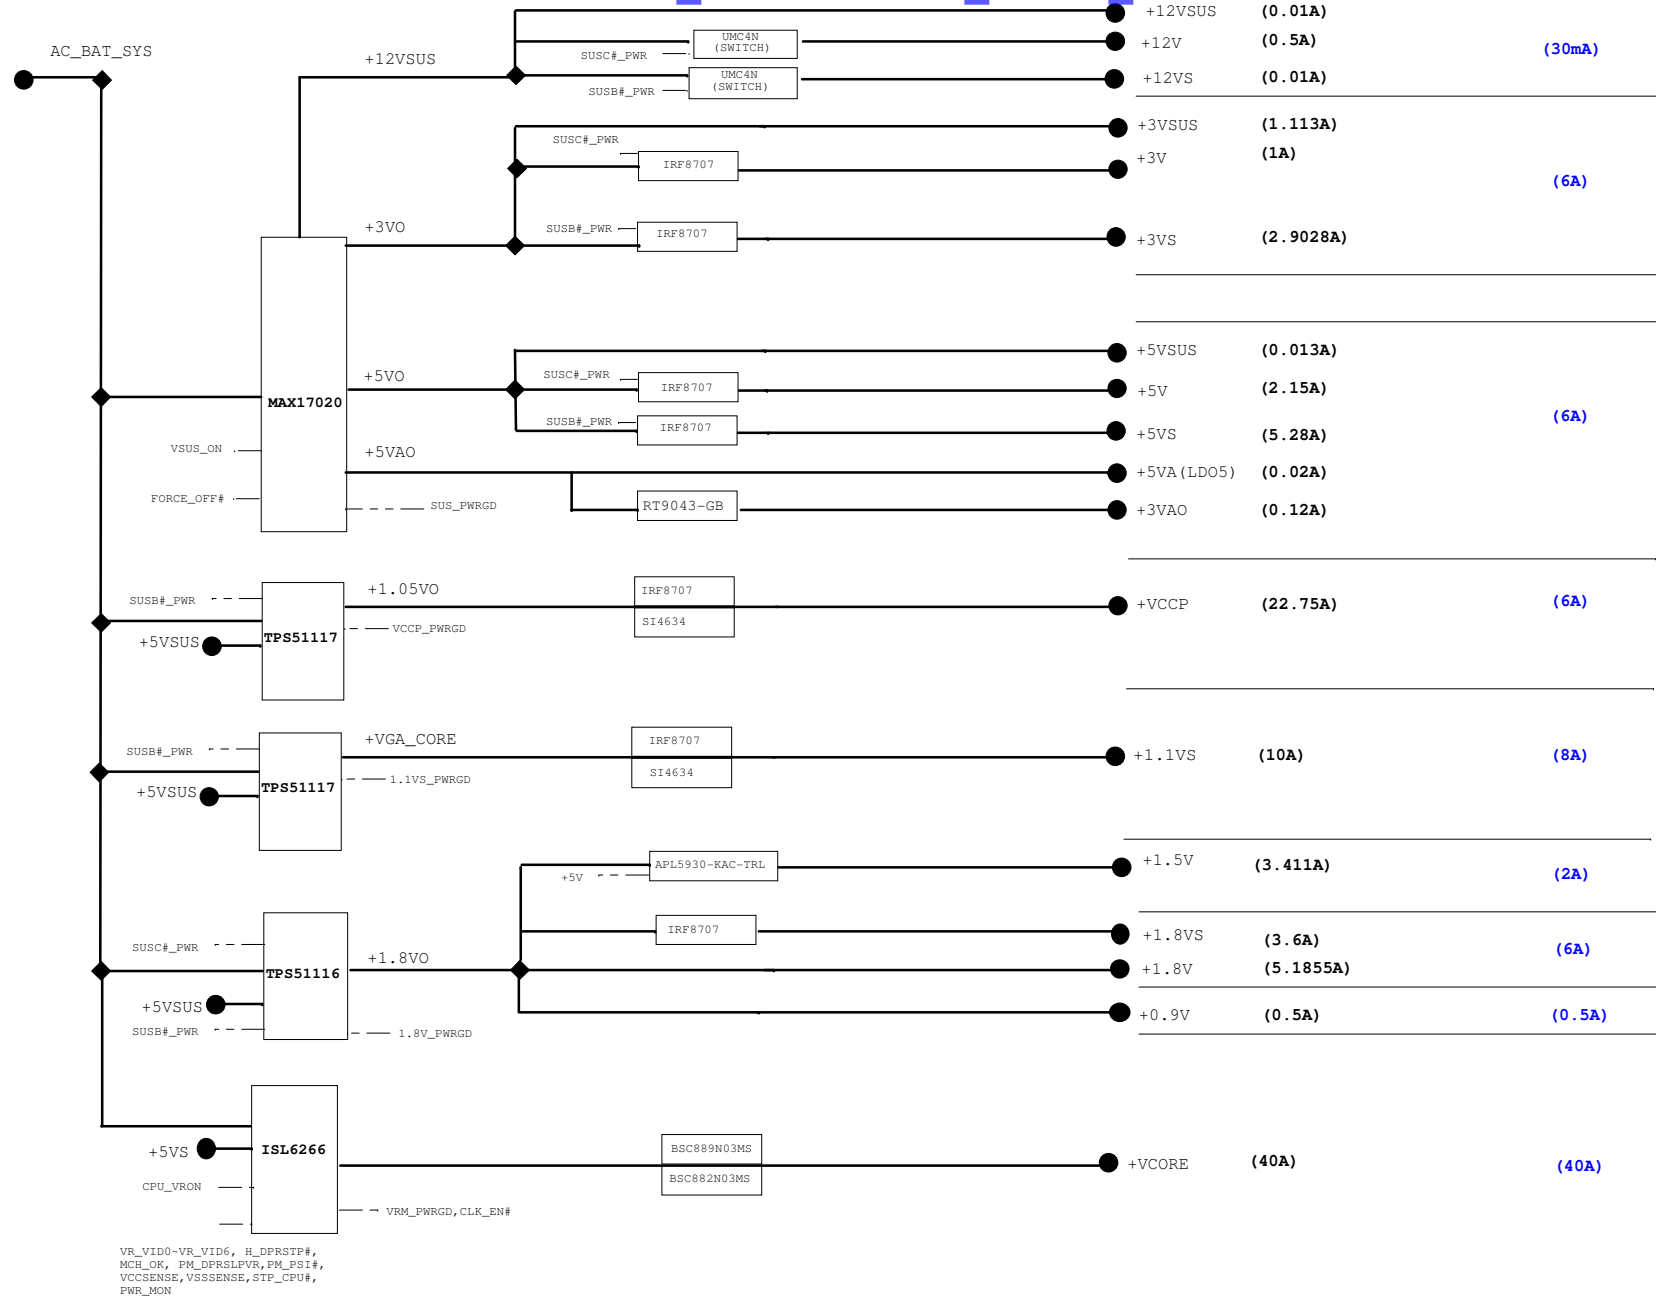 +12VSUS (0.01A)
AC_BAT_SYS
+12VSUS
UMC4N
(SWITCH)
SUSC#_PWR
+12V (0.5A)
(30mA)
UMC4N
(SWITCH)
SUSB#_PWR
+12VS (0.01A)
+3VSUS (1.113A)
SUSC#_PWR
IRF8707
+3V (1A)
(6A)
+3VO
SUSB#_PWR
IRF8707
+3VS (2.9028A)
+5VSUS (0.013A)
+5VO
SUSC#_PWR
IRF8707
+5V (2.15A)
MAX17020
SUSB#_PWR
IRF8707
+5VS (5.28A)
(6A)
VSUS_ON
+5VAO
+5VA(LDO5) (0.02A)
FORCE_OFF#
SUS_PWRGD
RT9043-GB
+3VAO (0.12A)
SUSB#_PWR
+1.05VO
IRF8707
SI4634
+VCCP (22.75A) (6A)
TPS51117
VCCP_PWRGD
+5VSUS
SUSB#_PWR
+VGA_CORE
IRF8707
SI4634
+1.1VS (10A) (8A)
TPS51117
1.1VS_PWRGD
+5VSUS
APL5930-KAC-TRL
+5V
+1.5V (3.411A) (2A)
IRF8707
+1.8VS (3.6A)
(6A)
SUSC#_PWR
TPS51116
+1.8VO
+1.8V (5.1855A)
+5VSUS
+0.9V (0.5A) (0.5A)
SUSB#_PWR
1.8V_PWRGD
+5VS
ISL6266
BSC889N03MS
BSC882N03MS
+VCORE (40A) (40A)
CPU_VRON
VRM_PWRGD,CLK_EN#
VR_VID0~VR_VID6, H_DPRSTP#,
MCH_OK, PM_DPRSLPVR,PM_PSI#,
VCCSENSE,VSSSENSE,STP_CPU#,
PWR_MON